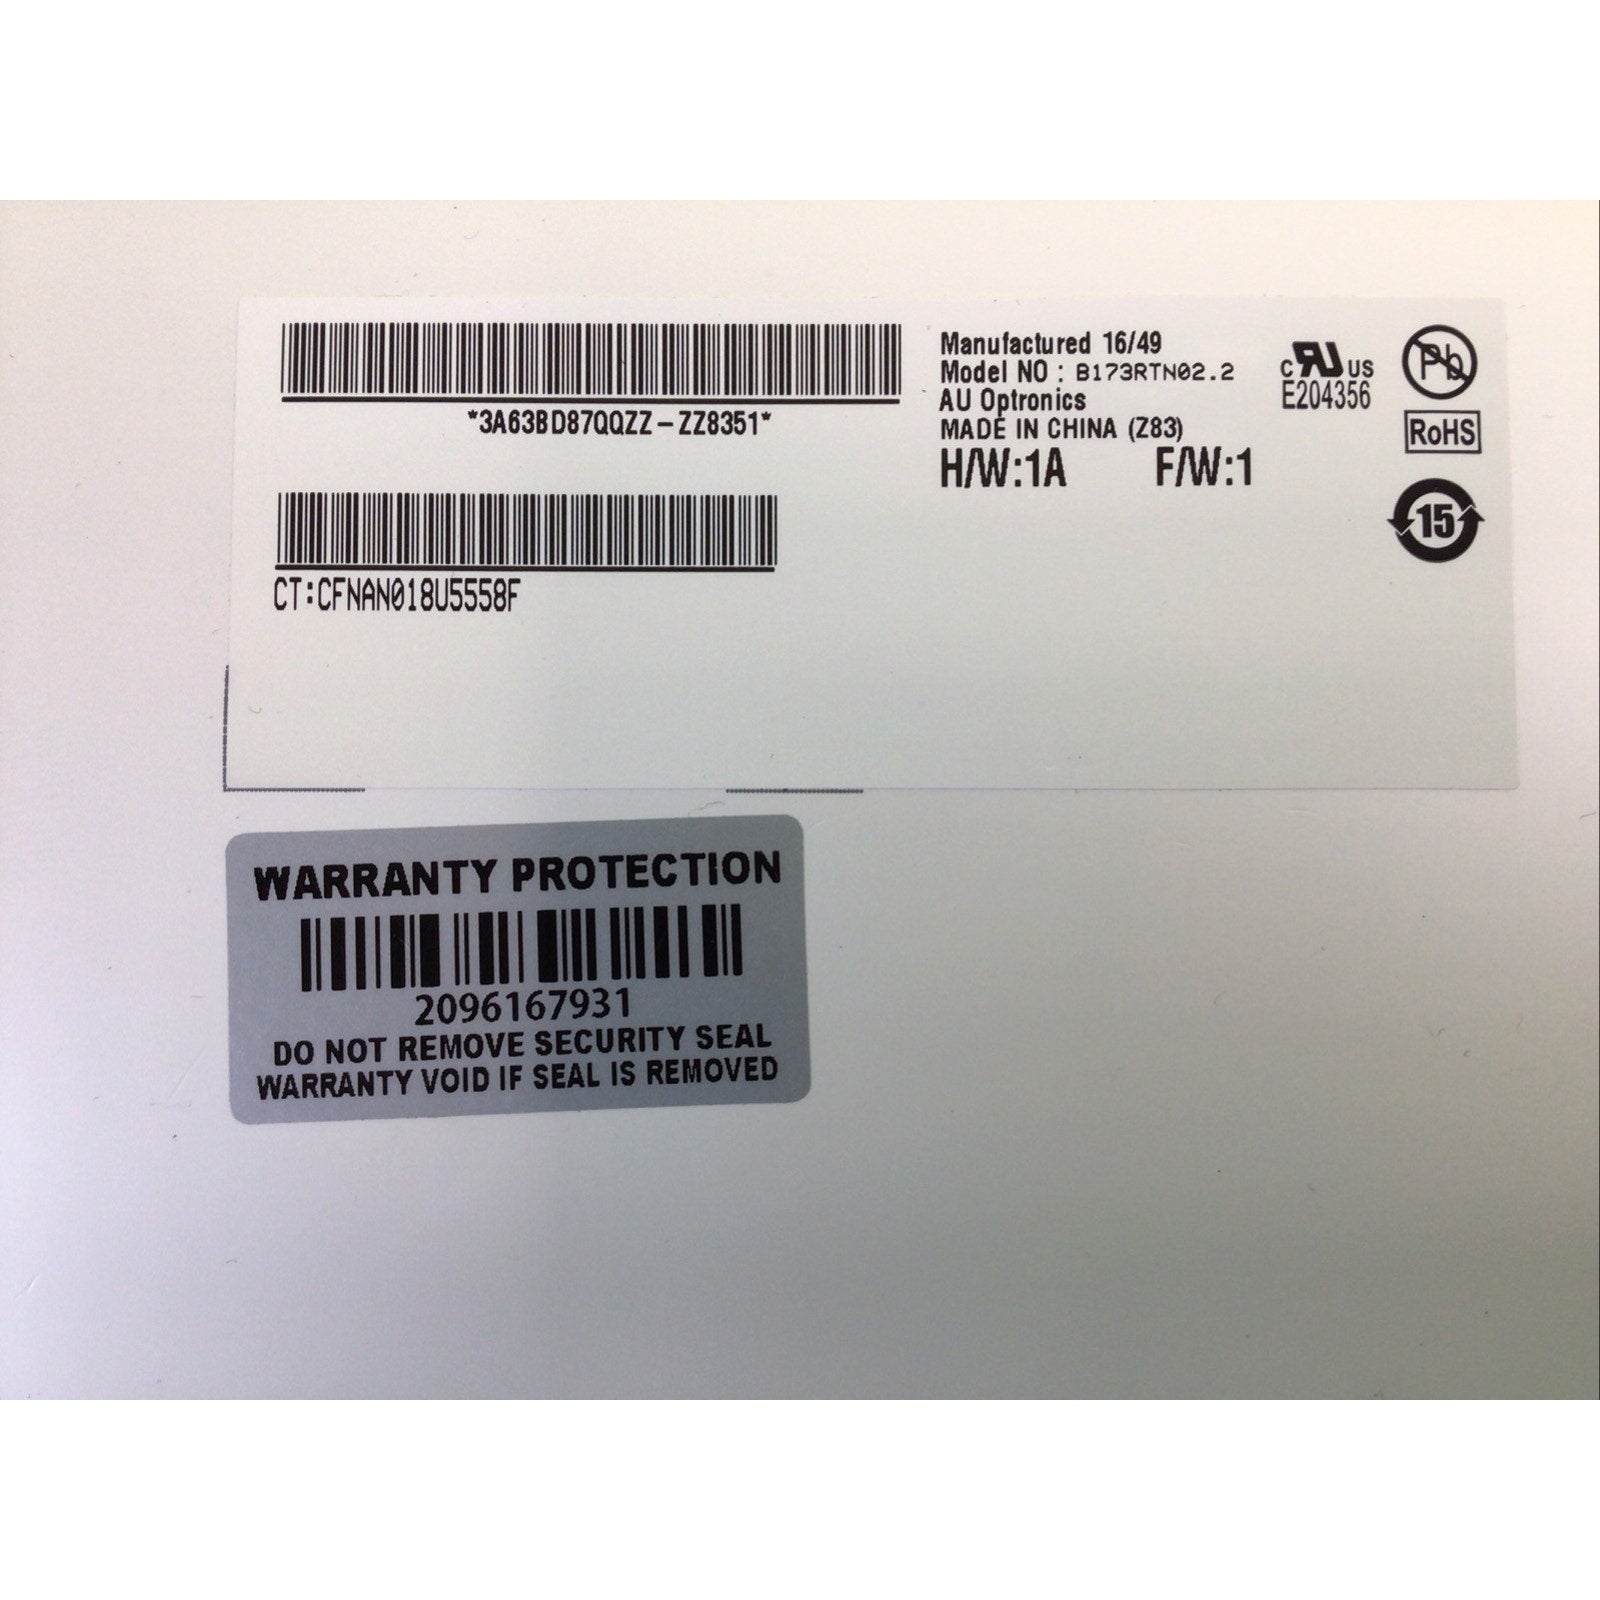 *3A63BD87QQZZ-ZZ8351*
CT:CFNAN018U5558F
Manufactured 16/49
Model NO : B173RTN02.2
AU Optronics
MADE IN CHINA (Z83)
H/W:1A F/W:1
c RU US
E204356
Pb
RoHS
15
WARRANTY PROTECTION
2096167931
DO NOT REMOVE SECURITY SEAL
WARRANTY VOID IF SEAL IS REMOVED